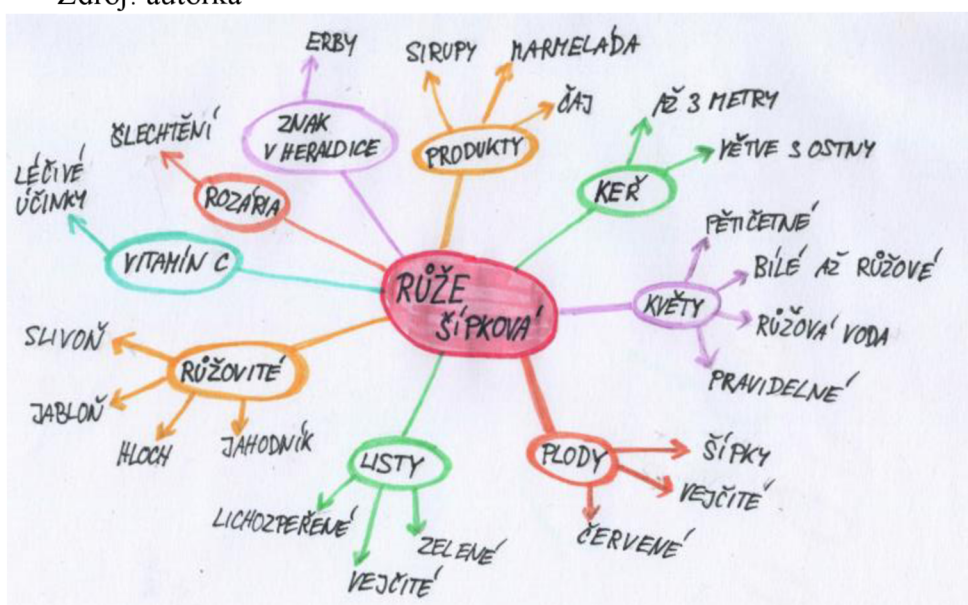 Zdroj: autorka
ERBY
SIRUPY
MARMELÁDA
ČAJ
ZNAK
V HERALDICE
PRODUKTY
AŽ 3 METRY
VĚTVE S OSTNY
KEŘ
ŠLECHTĚNÍ
ROZÁRIA
LÉČIVÉ
ÚČINKY
VITAMÍN C
RŮŽE
ŠÍPKOVÁ
PĚTIČETNÉ
BÍLÉ AŽ RŮŽOVÉ
KVĚTY
RŮŽOVÁ VODA
PRAVIDELNÉ
SLIVOŇ
RŮŽOVITÉ
JABLOŇ
HLOCH
JAHODNÍK
LISTY
LICHOZPEŘENÉ
VEJČITÉ
ZELENÉ
PLODY
ŠÍPKY
VEJČITÉ
ČERVENÉ